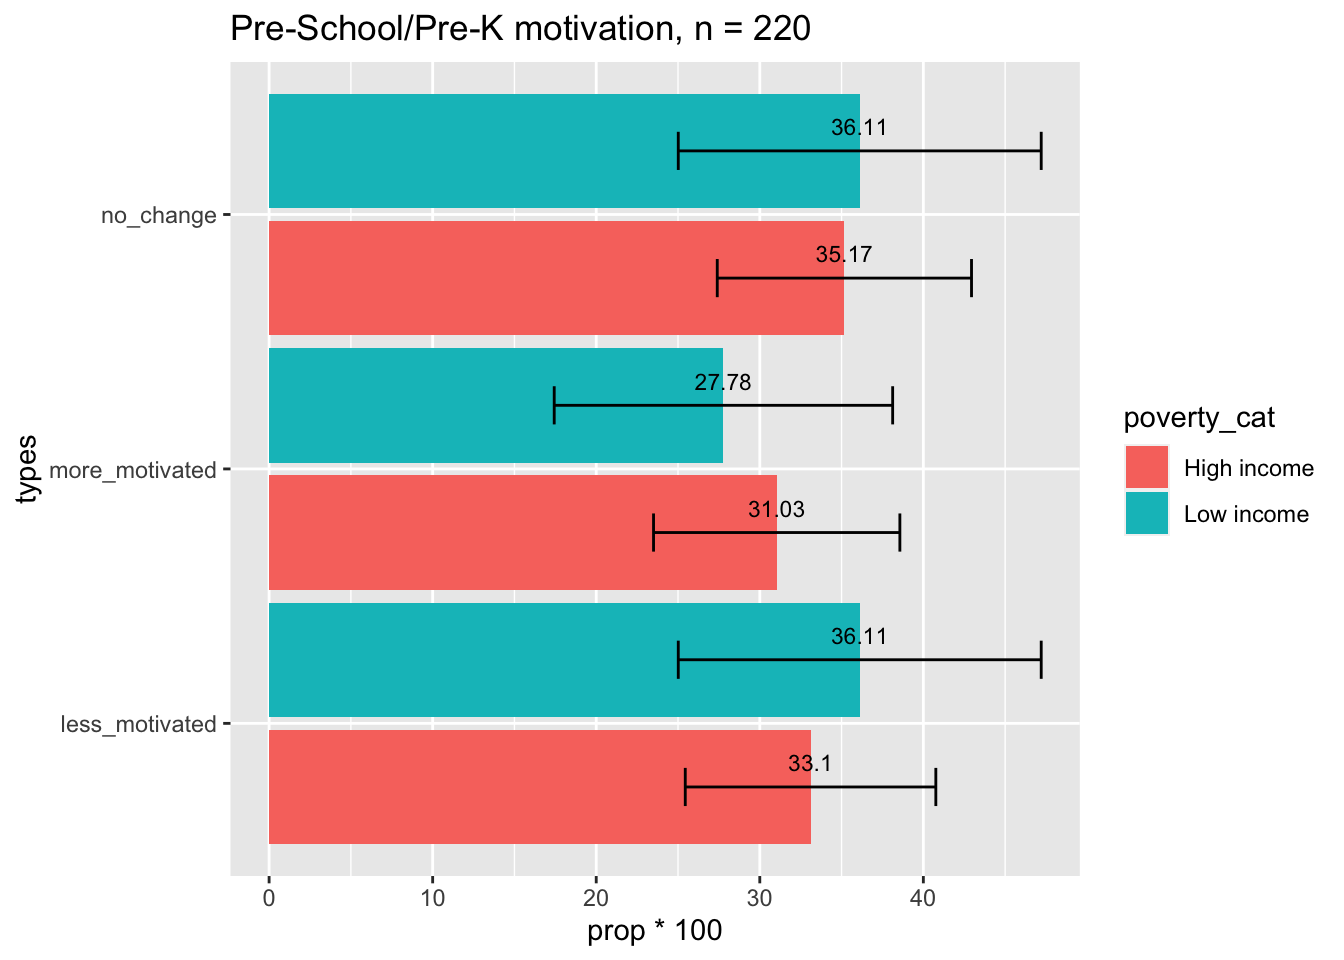 Pre-School/Pre-K motivation, n = 220
36.11
no_change
35.17
27.78
more_motivated
31.03
36.11
less_motivated
33.1
types
0 10 20 30 40
prop * 100
poverty_cat
High income
Low income